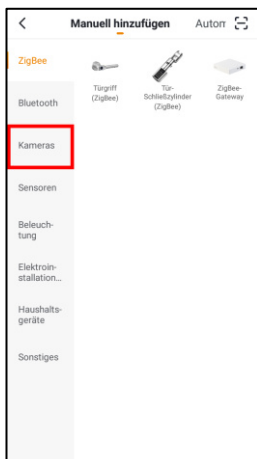 Manuell hinzufügen Autom
ZigBee
Türgriff
(ZigBee)
Tür-
Schließzylinder
(ZigBee)
ZigBee-
Gateway
Bluetooth
Kameras
Sensoren
Beleuch-
tung
Elektroin-
stallation...
Haushalts-
geräte
Sonstiges